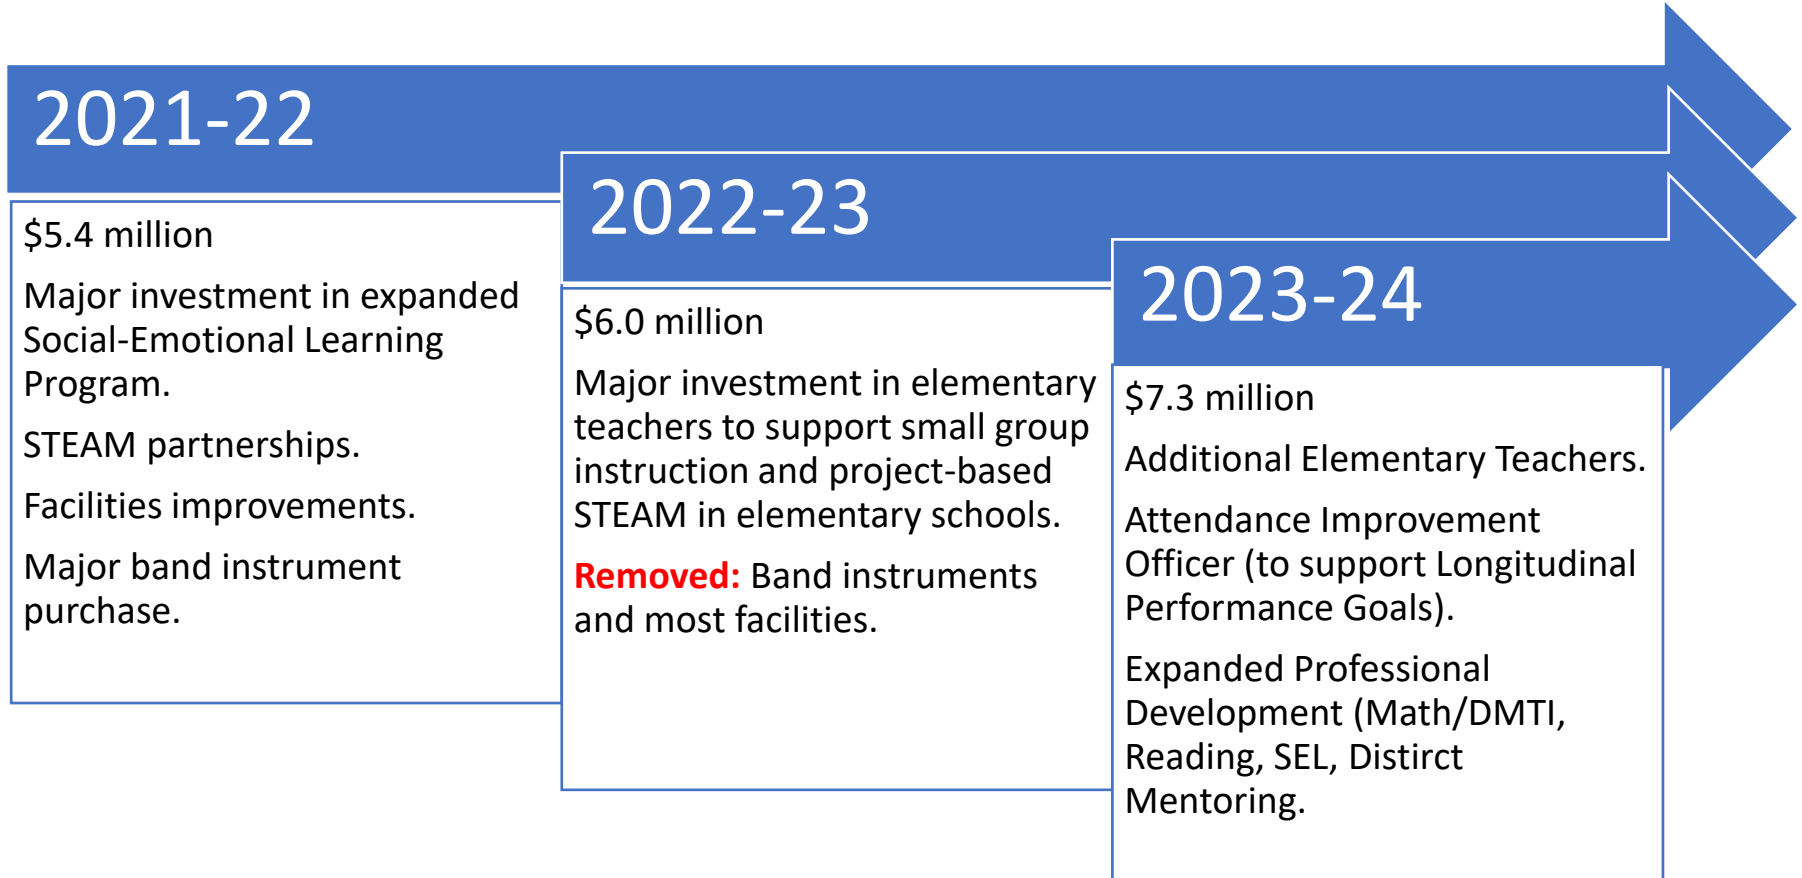 2021-22
$5.4 million
Major investment in expanded
Social-Emotional Learning
Program.
STEAM partnerships.
Facilities improvements.
Major band instrument
purchase.
2022-23
$6.0 million
Major investment in elementary
teachers to support small group
instruction and project-based
STEAM in elementary schools.
Removed: Band instruments
and most facilities.
2023-24
$7.3 million
Additional Elementary Teachers.
Attendance Improvement
Officer (to support Longitudinal
Performance Goals).
Expanded Professional
Development (Math/DMTI,
Reading, SEL, Distirct
Mentoring.